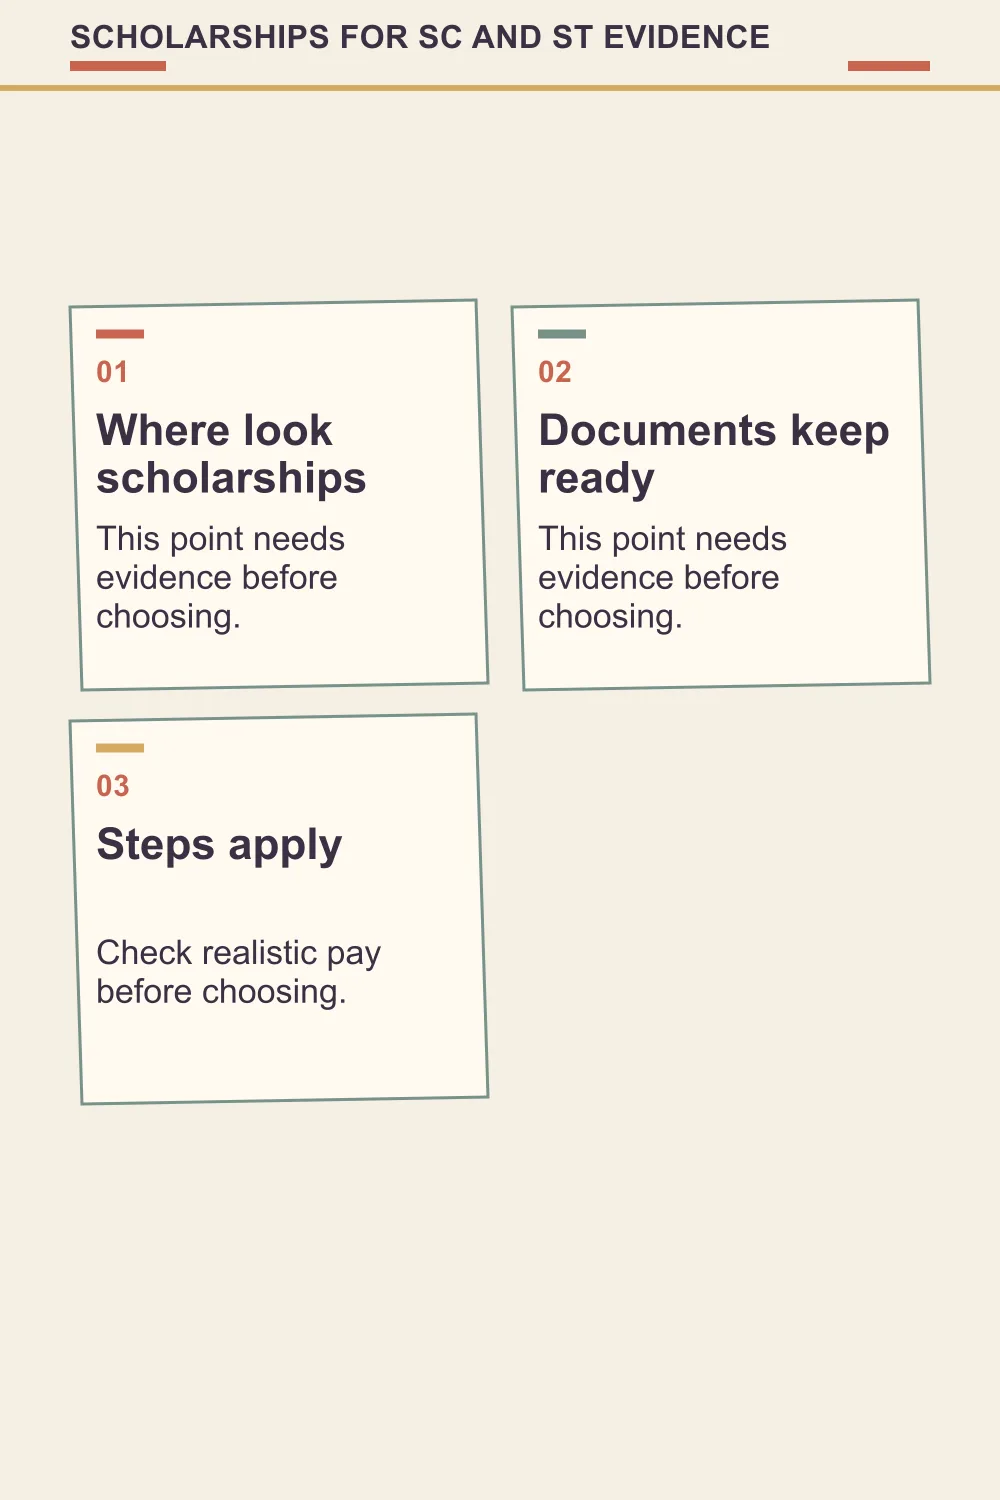 SCHOLARSHIPS FOR SC AND ST EVIDENCE
01
Where look
scholarships
This point needs
evidence before
choosing.
02
Documents keep
ready
This point needs
evidence before
choosing.
03
Steps apply
Check realistic pay
before choosing.